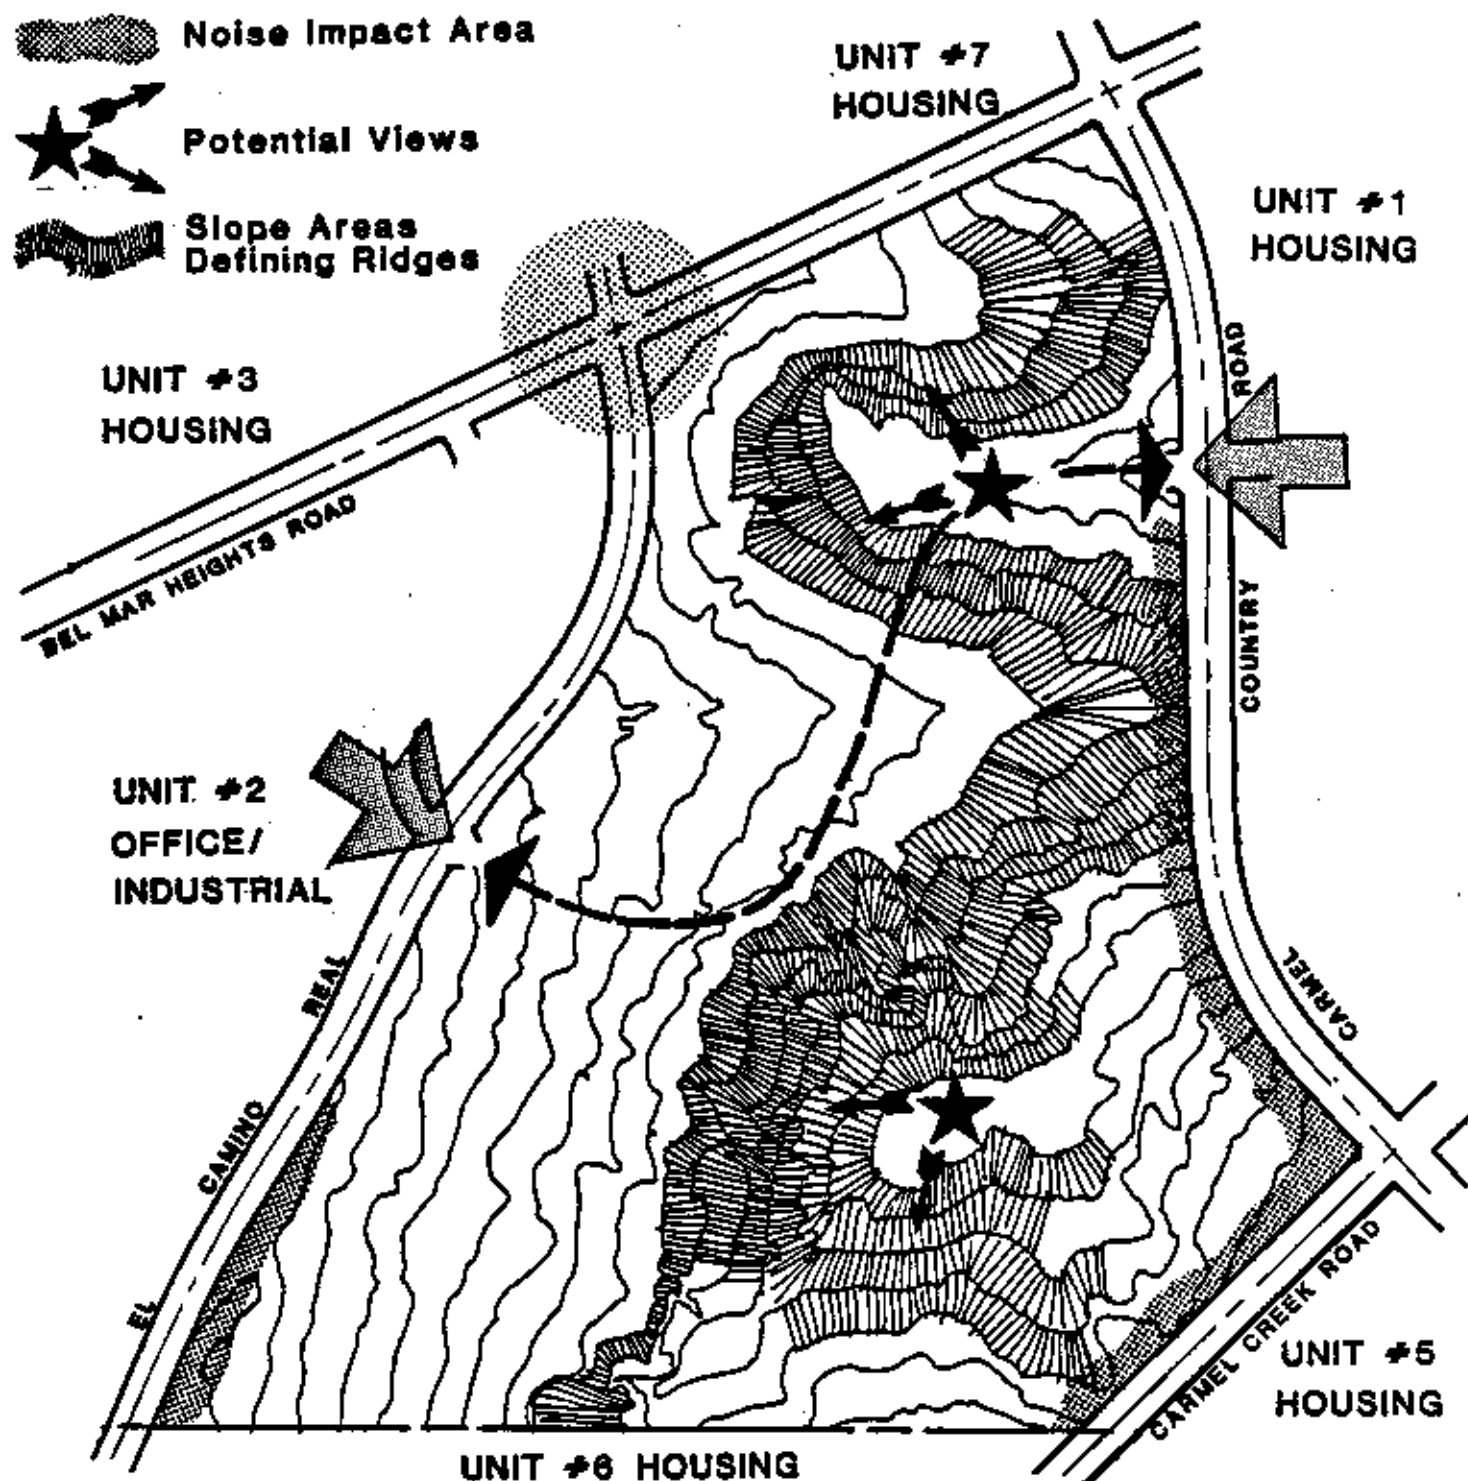 Noise Impact Area
Potential Views
Slope Areas
Defining Ridges
UNIT #7
HOUSING
UNIT #1
HOUSING
UNIT #3
HOUSING
DEL MAR HEIGHTS ROAD
CARMEL COUNTRY ROAD
UNIT #2
OFFICE/
INDUSTRIAL
EL CAMINO REAL
CARMEL CREEK ROAD
UNIT #5
HOUSING
UNIT #6 HOUSING